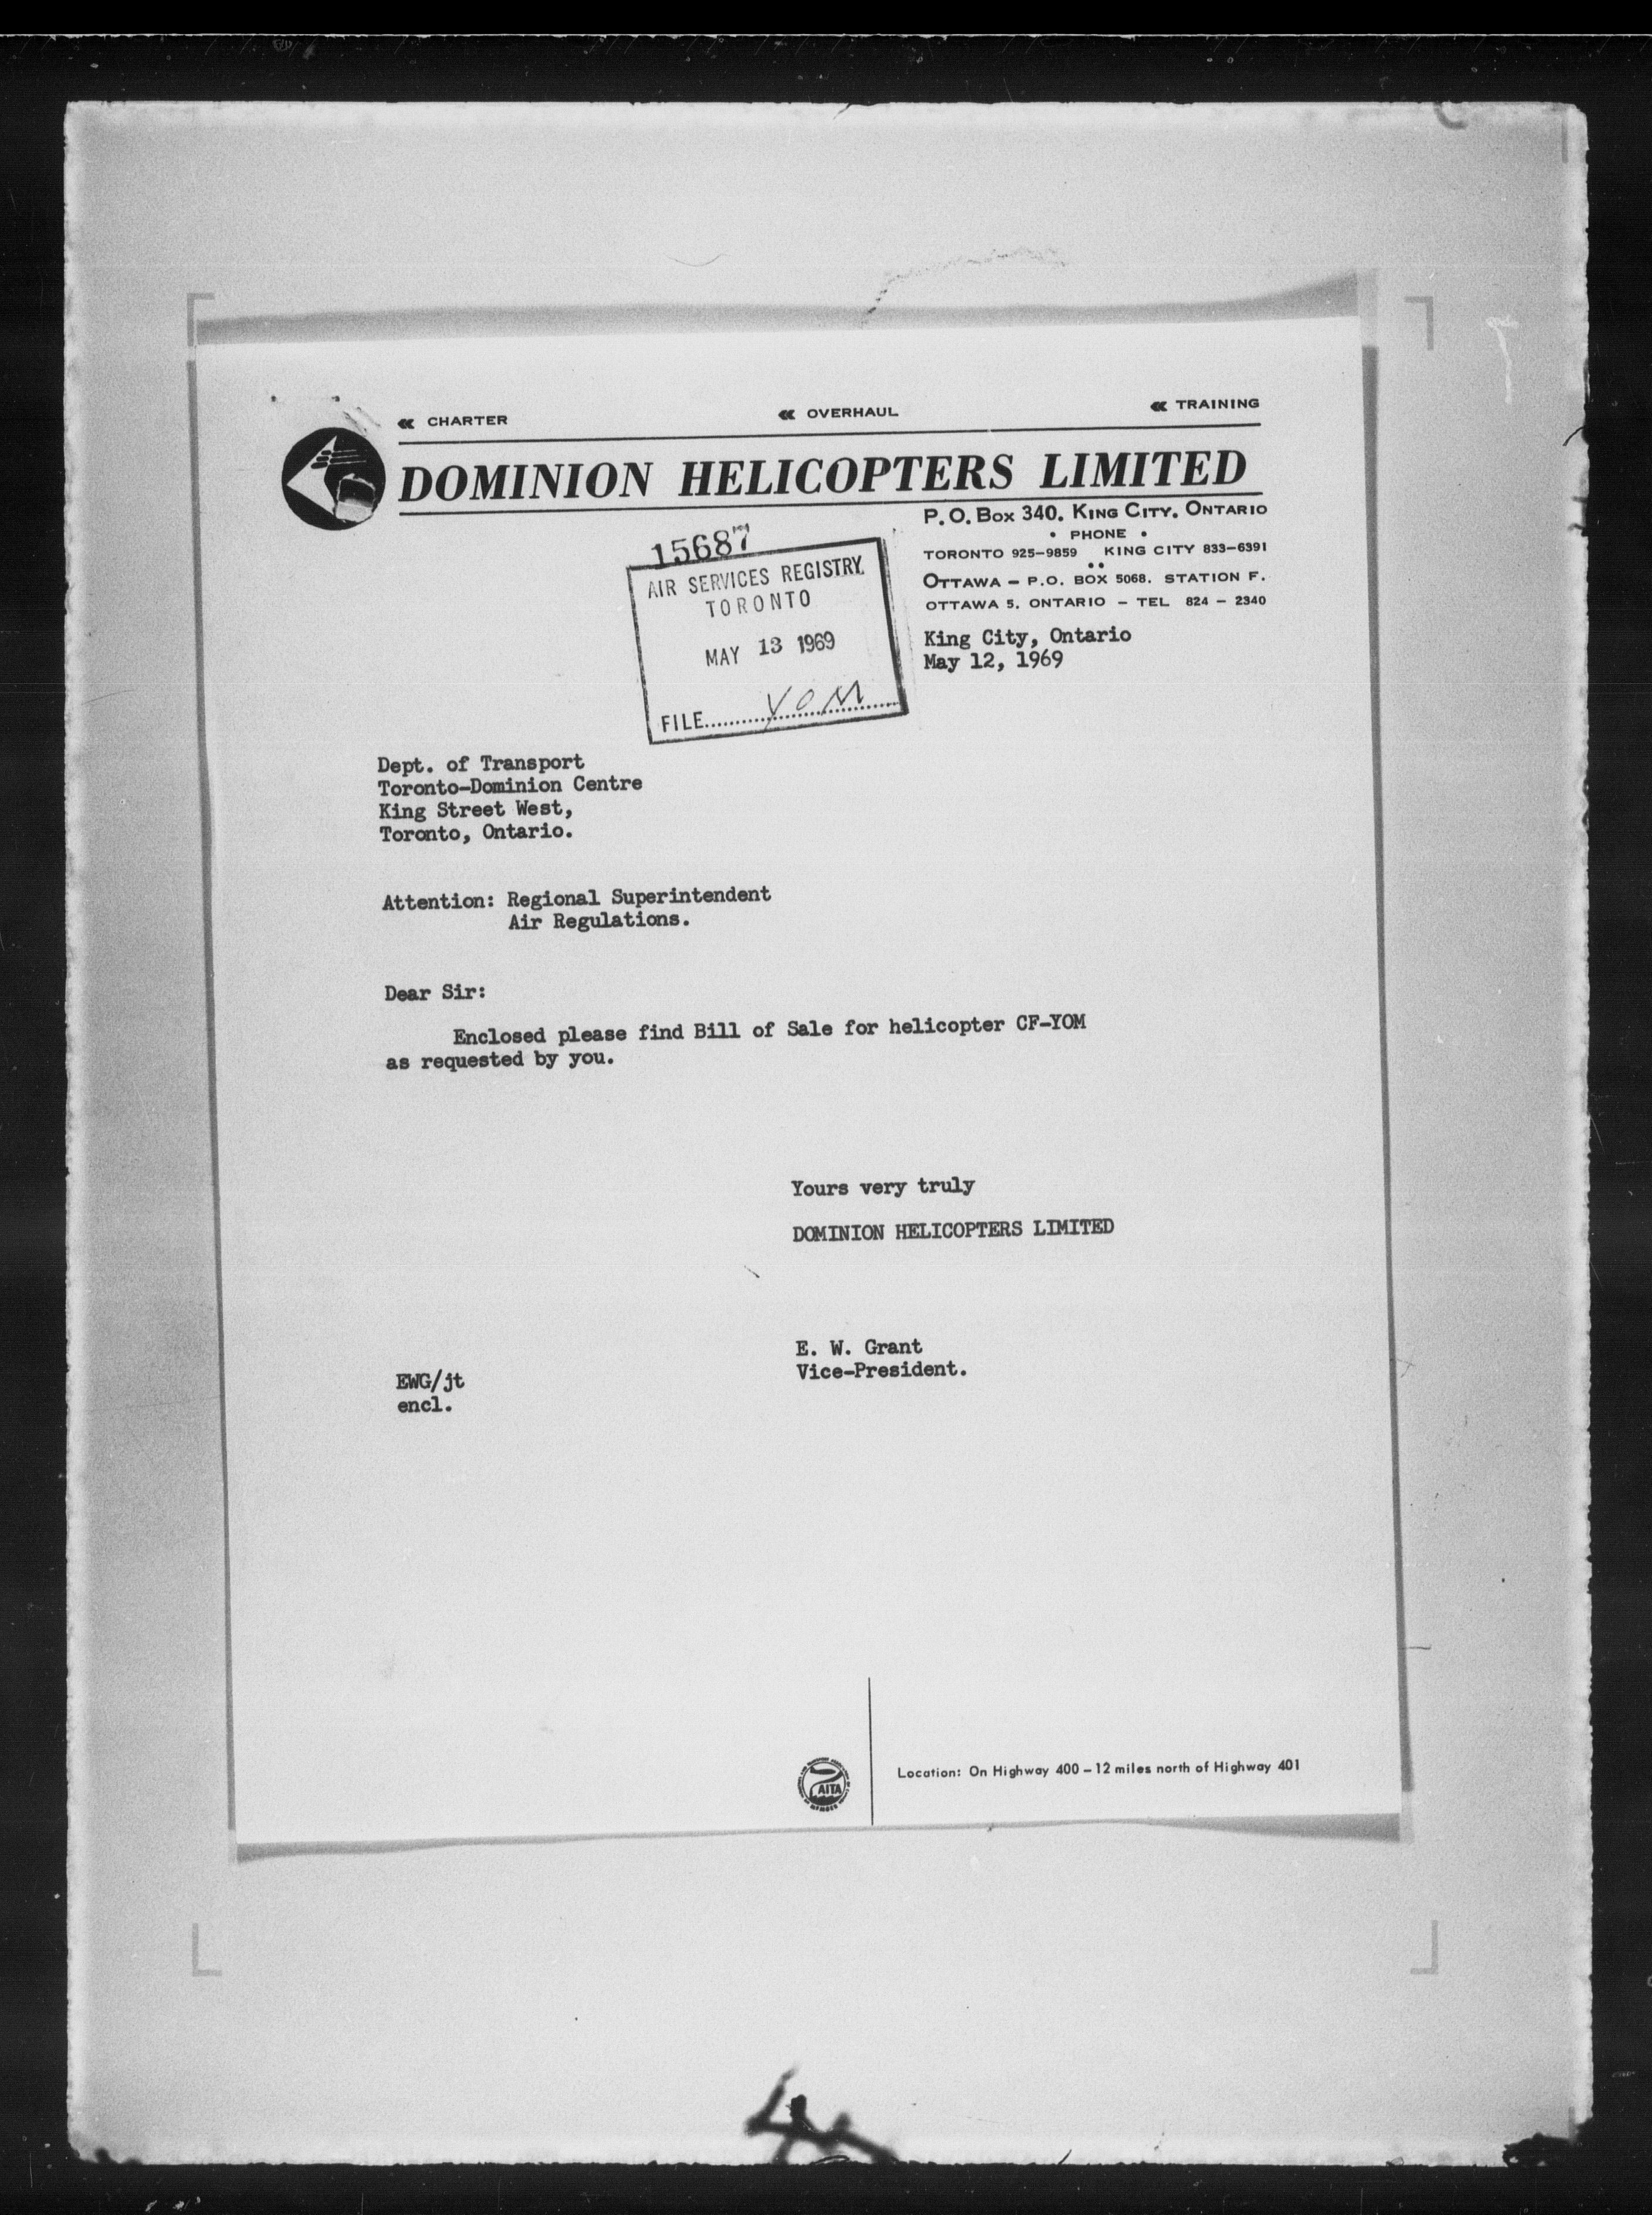 « CHARTER « OVERHAUL « TRAINING
DOMINION HELICOPTERS LIMITED
P.O. Box 340. King City. Ontario
• PHONE •
TORONTO 925-9859 KING CITY 833-6391
••
OTTAWA - P.O. BOX 5068. STATION F.
OTTAWA 5. ONTARIO - TEL 824 - 2340
15687
AIR SERVICES REGISTRY
TORONTO
MAY 13 1969
FILE YOM
King City, Ontario
May 12, 1969
Dept. of Transport
Toronto-Dominion Centre
King Street West,
Toronto, Ontario.
Attention: Regional Superintendent
Air Regulations.
Dear Sir:
Enclosed please find Bill of Sale for helicopter CF-YOM
as requested by you.
Yours very truly
DOMINION HELICOPTERS LIMITED
E. W. Grant
Vice-President.
EWG/jt
encl.
AITA
MEMBER
Location: On Highway 400 - 12 miles north of Highway 401